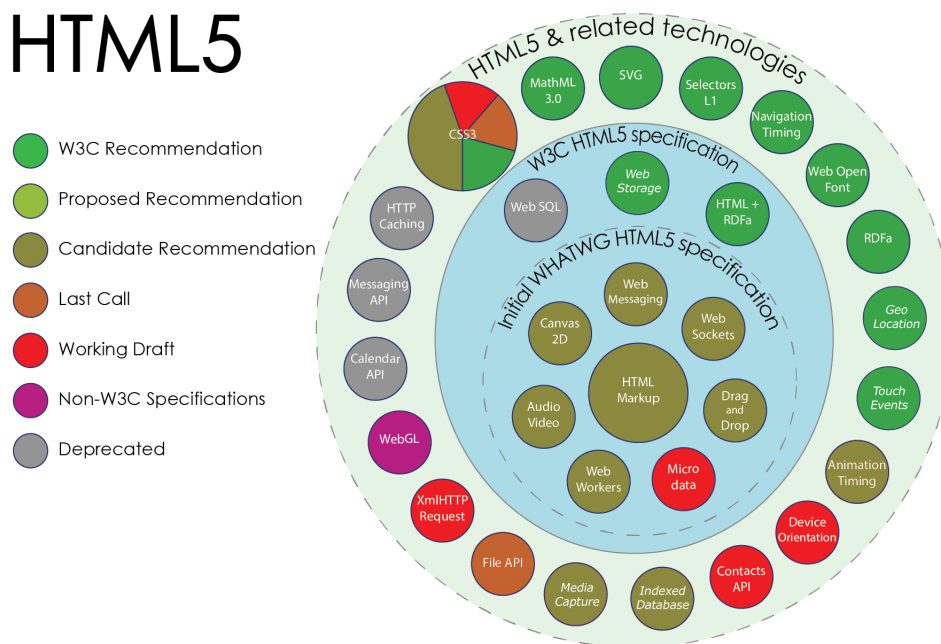 HTML5
W3C Recommendation
Proposed Recommendation
Candidate Recommendation
Last Call
Working Draft
Non-W3C Specifications
Deprecated
HTML5 & related technologies
CSS3
MathML
3.0
SVG
Selectors
L1
Navigation
Timing
Web Open
Font
RDFa
Geo
Location
Touch
Events
Animation
Timing
Device
Orientation
Contacts
API
Indexed
Database
Media
Capture
File API
XmlHTTP
Request
WebGL
Calendar
API
Messaging
API
HTTP
Caching
W3C HTML5 specification
Web SQL
Web
Storage
HTML +
RDFa
Initial WHATWG HTML5 specification
Web
Messaging
Canvas
2D
Web
Sockets
HTML
Markup
Audio
Video
Drag
and
Drop
Web
Workers
Micro
data